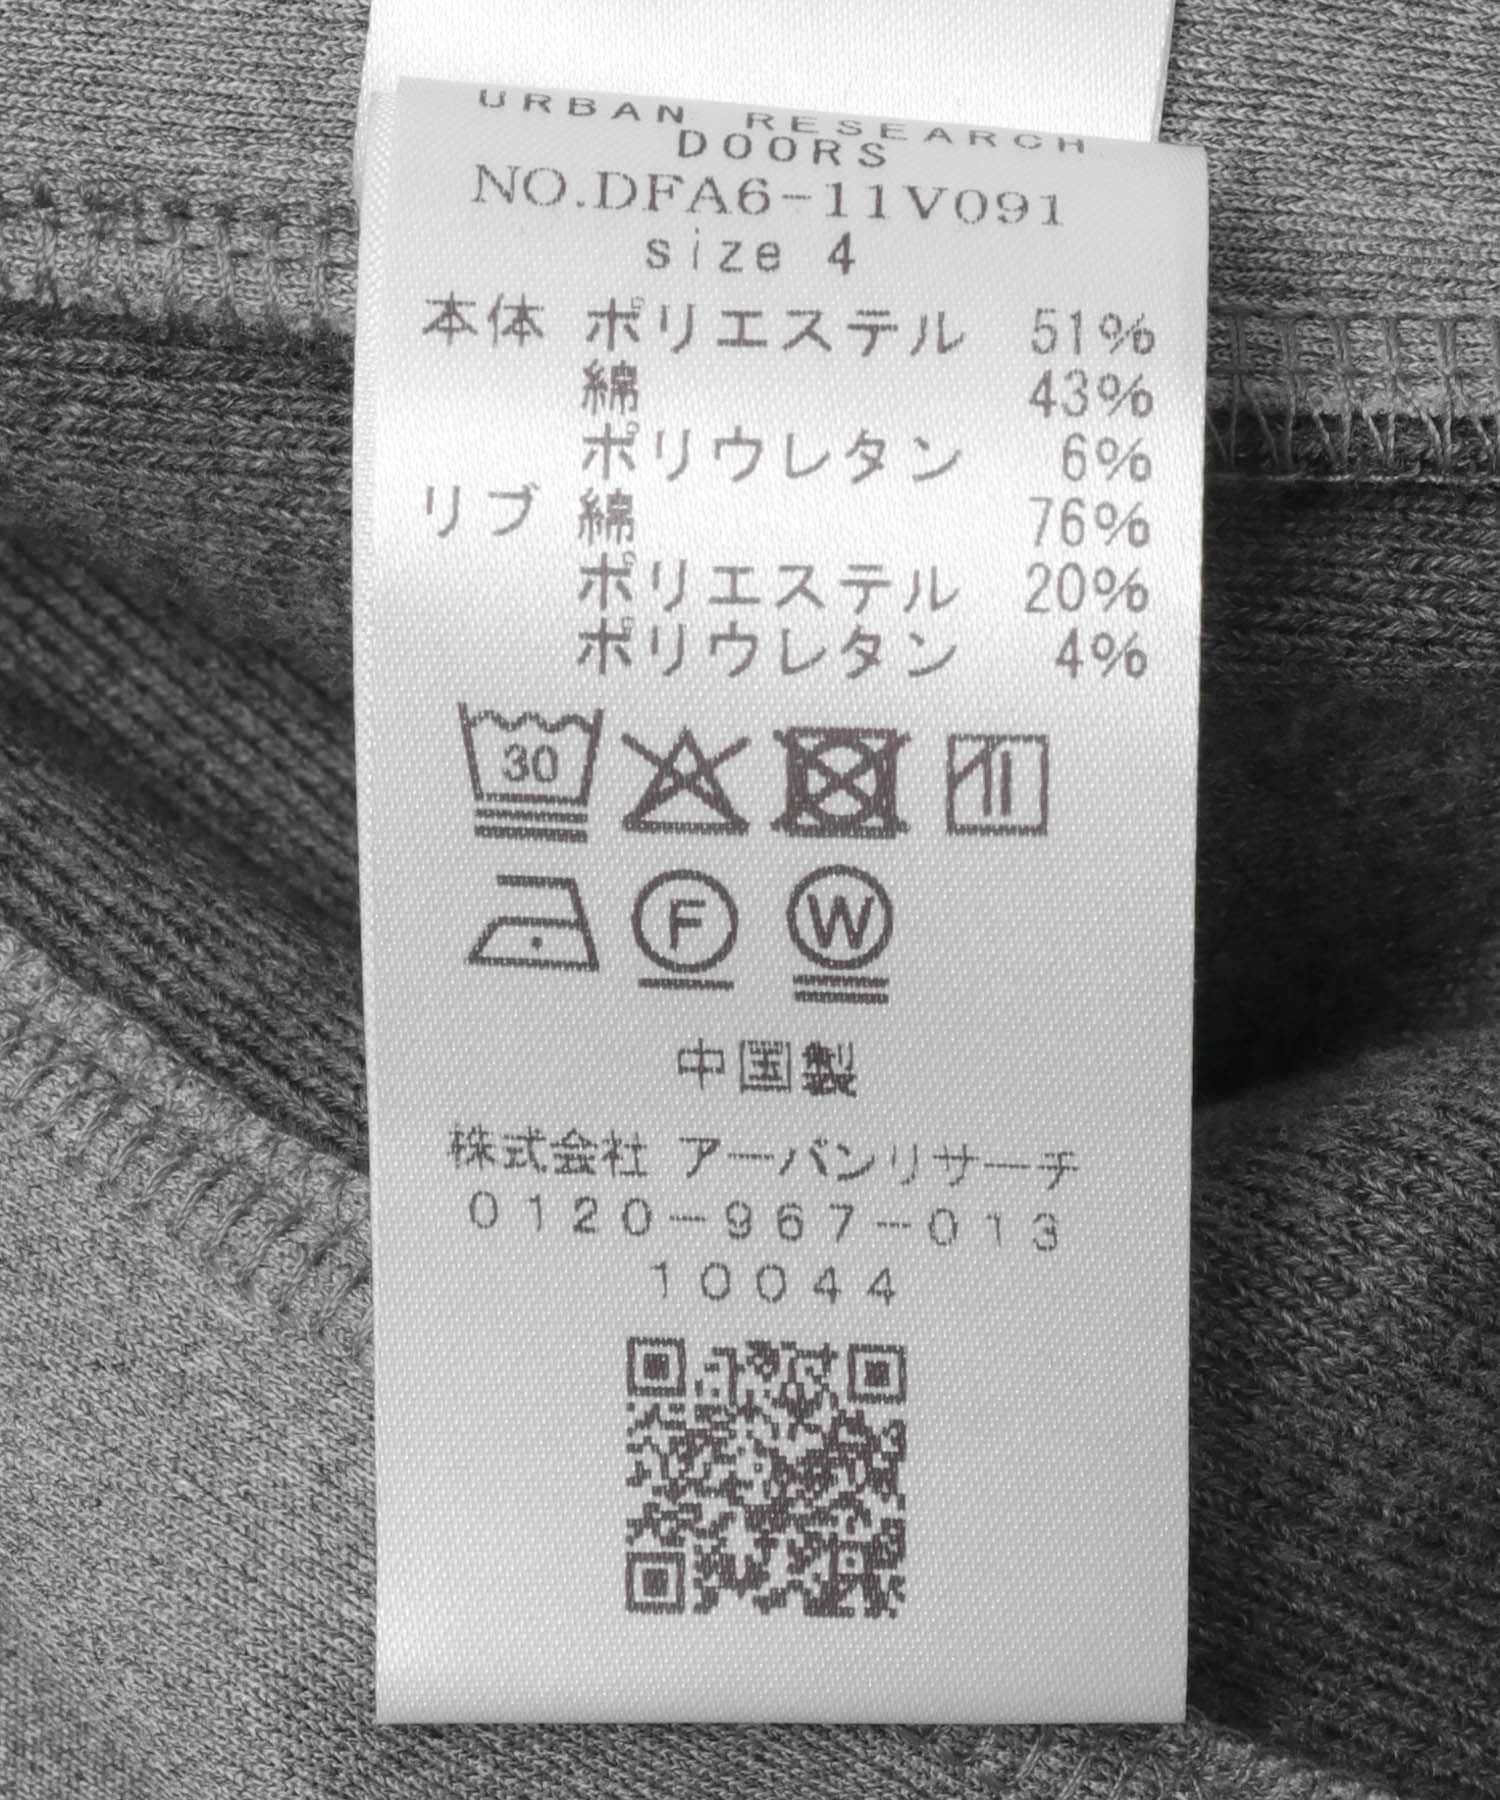 URBAN RESEARCH
DOORS
NO.DFA6-11V091
size 4
本体 ポリエステル 51%
綿 43%
ポリウレタン 6%
リブ 綿 76%
ポリエステル 20%
ポリウレタン 4%
30
F W
中国製
株式会社 アーバンリサーチ
0120-967-013
10044